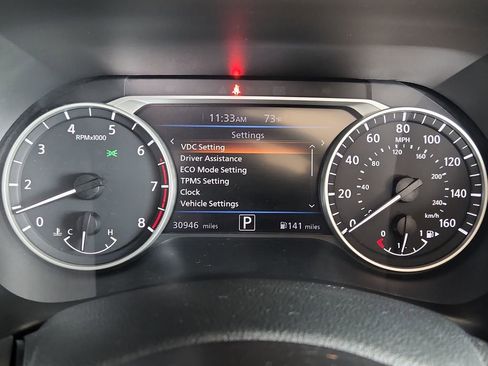 11:33AM 73°F
Settings
VDC Setting
Driver Assistance
ECO Mode Setting
TPMS Setting
Clock
Vehicle Settings
30946 miles P 141 miles
0 1 2 3 4 5 6 7 8
RPMx1000
C H
0 20 40 60 80 100 120 140 160
MPH
40 80 120 160 200 240
km/h
0 1 1